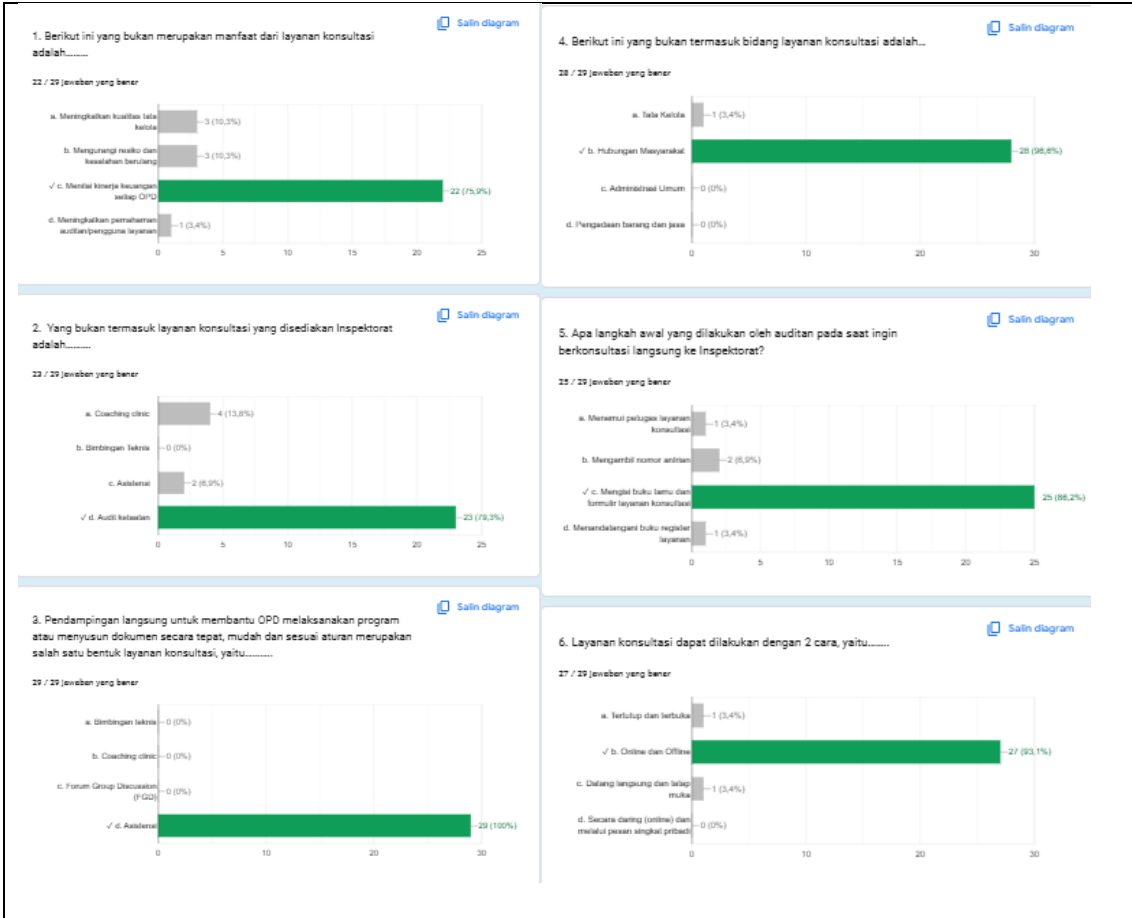 Salin diagram
1. Berikut ini yang bukan merupakan manfaat dari layanan konsultasi
adalah..........
22 / 29 jawaban yang benar
a. Meningkatkan kualitas tata
kelola
3 (10,3%)
b. Mengurangi resiko dan
kesalahan berulang
3 (10,3%)
✓ c. Menilai kinerja keuangan
setiap OPD
22 (75,9%)
d. Meningkatkan pemahaman
auditan/pengguna layanan
1 (3,4%)
0 5 10 15 20 25
Salin diagram
2. Yang bukan termasuk layanan konsultasi yang disediakan Inspektorat
adalah..........
23 / 29 jawaban yang benar
a. Coaching clinic
4 (13,8%)
b. Bimbingan Teknis
0 (0%)
c. Asistensi
2 (6,9%)
✓ d. Audit ketaatan
23 (79,3%)
0 5 10 15 20 25
Salin diagram
3. Pendampingan langsung untuk membantu OPD melaksanakan program
atau menyusun dokumen secara tepat, mudah dan sesuai aturan merupakan
salah satu bentuk layanan konsultasi, yaitu...........
29 / 29 jawaban yang benar
a. Bimbingan teknis
0 (0%)
b. Coaching clinic
0 (0%)
c. Forum Group Discussion
(FGD)
0 (0%)
✓ d. Asistensi
29 (100%)
0 10 20 30
Salin diagram
4. Berikut ini yang bukan termasuk bidang layanan konsultasi adalah...
28 / 29 jawaban yang benar
a. Tata Kelola
1 (3,4%)
✓ b. Hubungan Masyarakat
28 (96,6%)
c. Administrasi Umum
0 (0%)
d. Pengadaan barang dan jasa
0 (0%)
0 10 20 30
Salin diagram
5. Apa langkah awal yang dilakukan oleh auditan pada saat ingin
berkonsultasi langsung ke Inspektorat?
25 / 29 jawaban yang benar
a. Menemui petugas layanan
konsultasi
1 (3,4%)
b. Mengambil nomor antrian
2 (6,9%)
✓ c. Mengisi buku tamu dan
formulir layanan konsultasi
25 (86,2%)
d. Menandatangani buku register
layanan
1 (3,4%)
0 5 10 15 20 25
Salin diagram
6. Layanan konsultasi dapat dilakukan dengan 2 cara, yaitu........
27 / 29 jawaban yang benar
a. Tertutup dan terbuka
1 (3,4%)
✓ b. Online dan Offline
27 (93,1%)
c. Datang langsung dan tatap
muka
1 (3,4%)
d. Secara daring (online) dan
melalui pesan singkat pribadi
0 (0%)
0 10 20 30